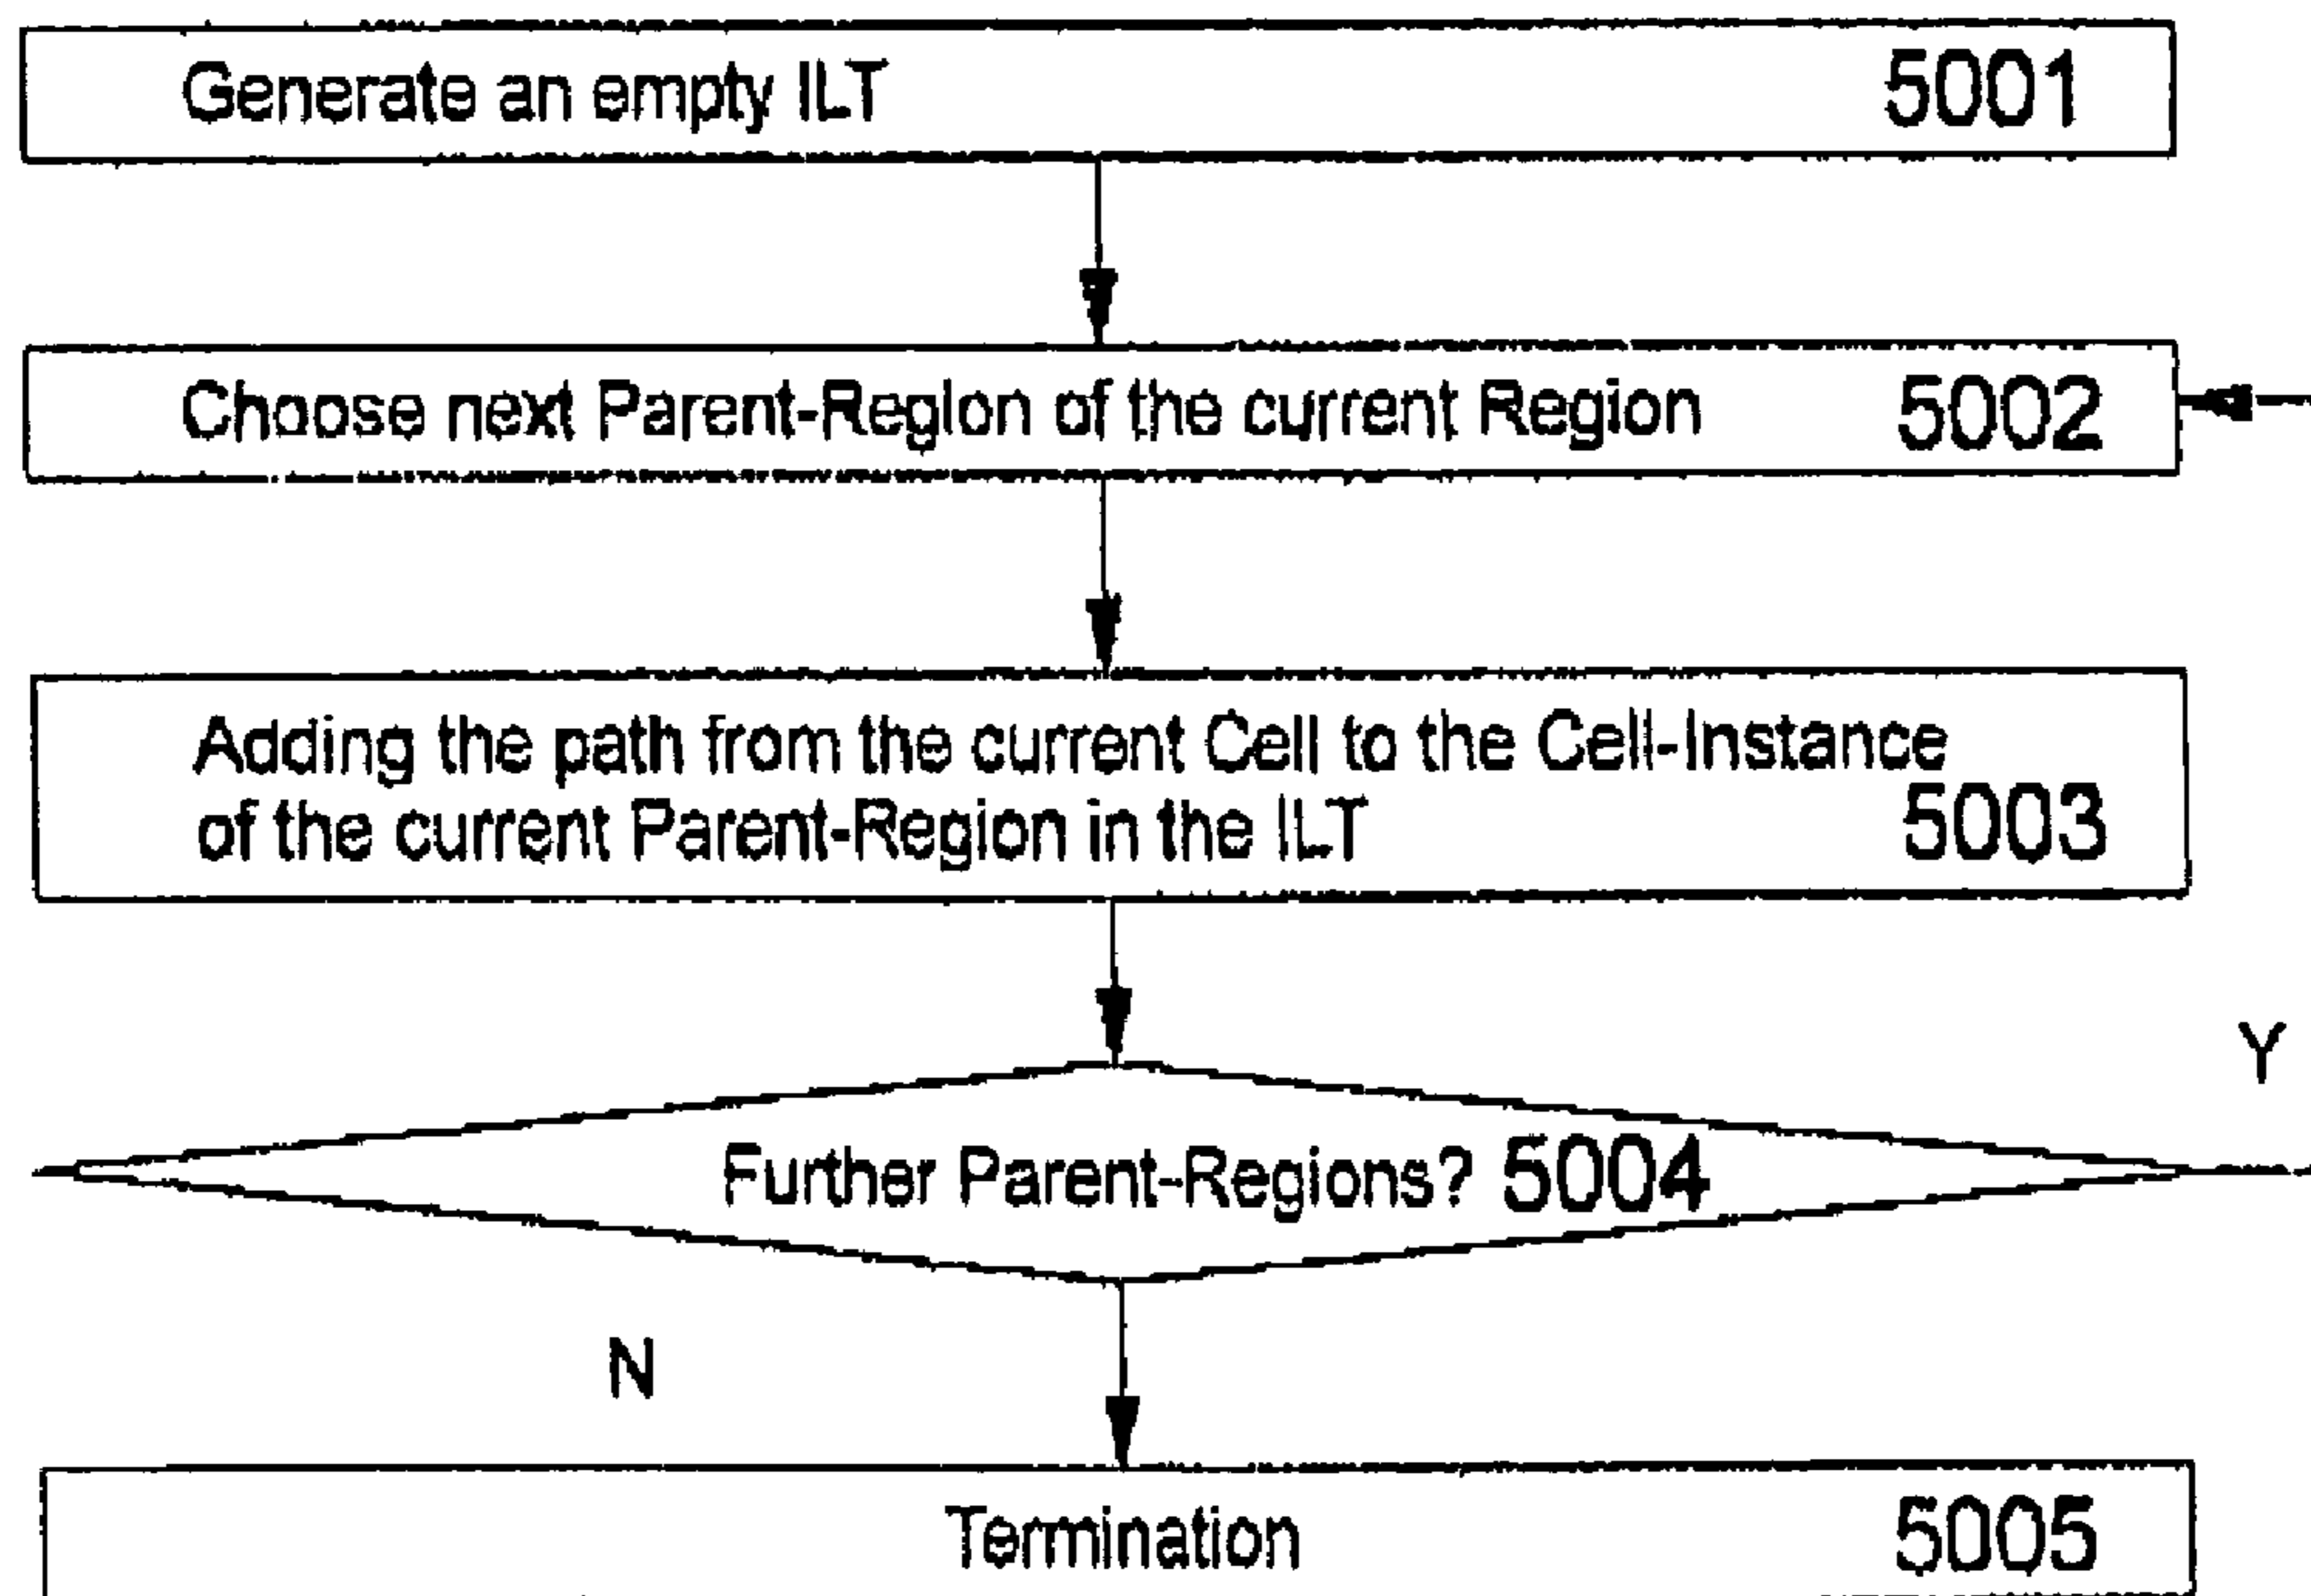 Generate an empty ILT 5001
Choose next Parent-Region of the current Region 5002
Adding the path from the current Cell to the Cell-Instance
of the current Parent-Region in the ILT 5003
Y
Further Parent-Regions? 5004
N
Termination 5005